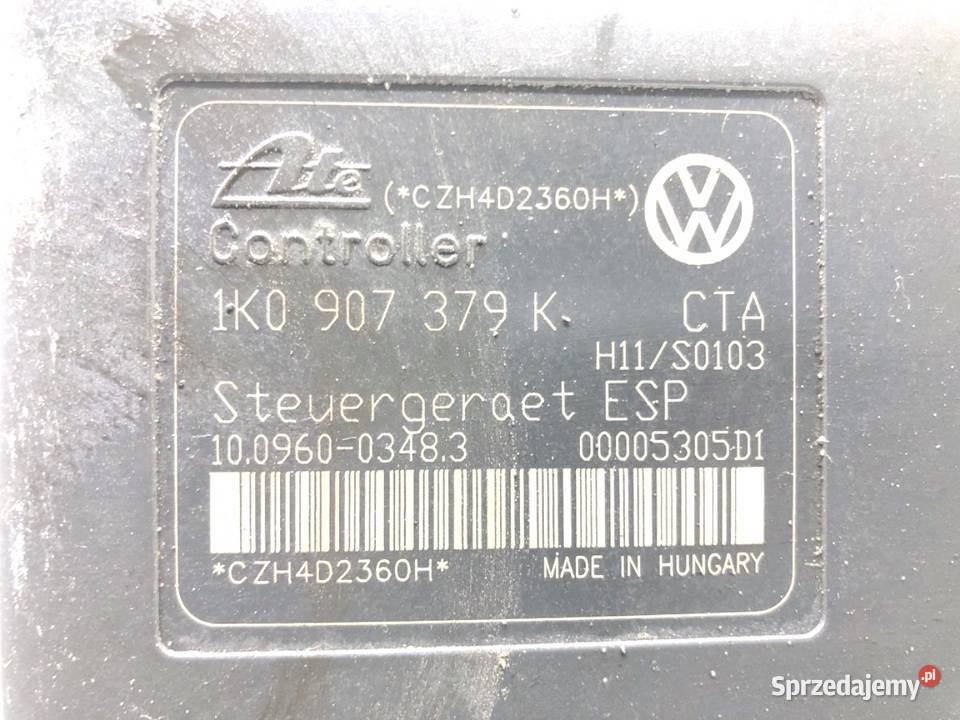 Ate (*CZH4D2360H*)
Controller
1K0 907 379 K CTA
H11/S0103
Steuergeraet ESP
10.0960-0348.3 00005305D1
*CZH4D2360H* MADE IN HUNGARY
Sprzedajemy.pl